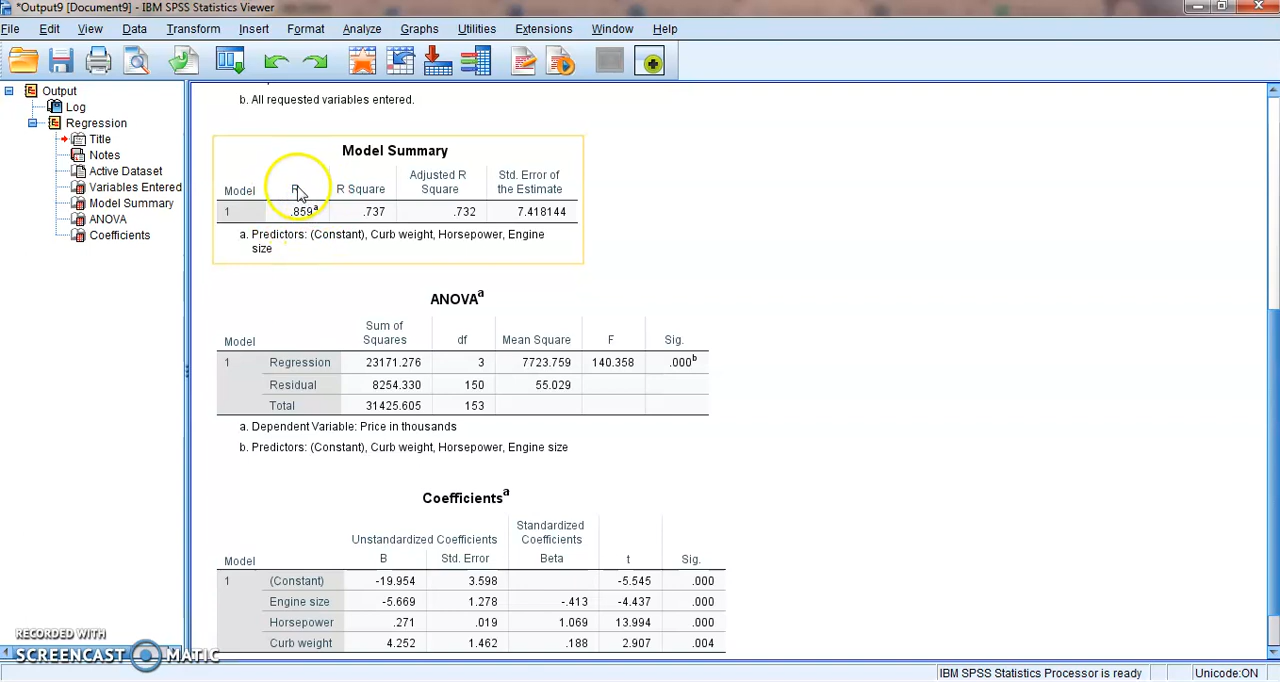 *Output9 [Document9] - IBM SPSS Statistics Viewer
File Edit View Data Transform Insert Format Analyze Graphs Utilities Extensions Window Help
Output
Log
Regression
Title
Notes
Active Dataset
Variables Entered
Model Summary
ANOVA
Coefficients
b. All requested variables entered.
Model Summary
Model R R Square Adjusted R Square Std. Error of the Estimate
1 .859a .737 .732 7.418144
a. Predictors: (Constant), Curb weight, Horsepower, Engine
size
ANOVAa
Model Sum of Squares df Mean Square F Sig.
1 Regression 23171.276 3 7723.759 140.358 .000b
Residual 8254.330 150 55.029
Total 31425.605 153
a. Dependent Variable: Price in thousands
b. Predictors: (Constant), Curb weight, Horsepower, Engine size
Coefficientsa
Unstandardized Coefficients Standardized Coefficients
Model B Std. Error Beta t Sig.
1 (Constant) -19.954 3.598 -5.545 .000
Engine size -5.669 1.278 -.413 -4.437 .000
Horsepower .271 .019 1.069 13.994 .000
Curb weight 4.252 1.462 .188 2.907 .004
RECORDED WITH
SCREENCAST MATIC
IBM SPSS Statistics Processor is ready Unicode:ON